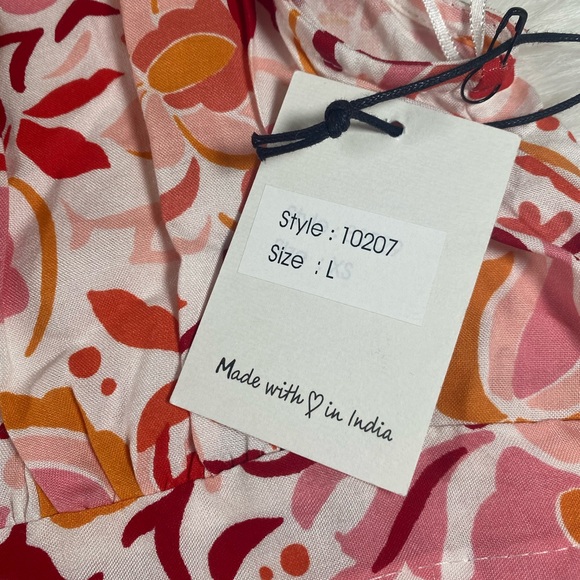 Style : 10207
Size : L
Made with ♡ in India